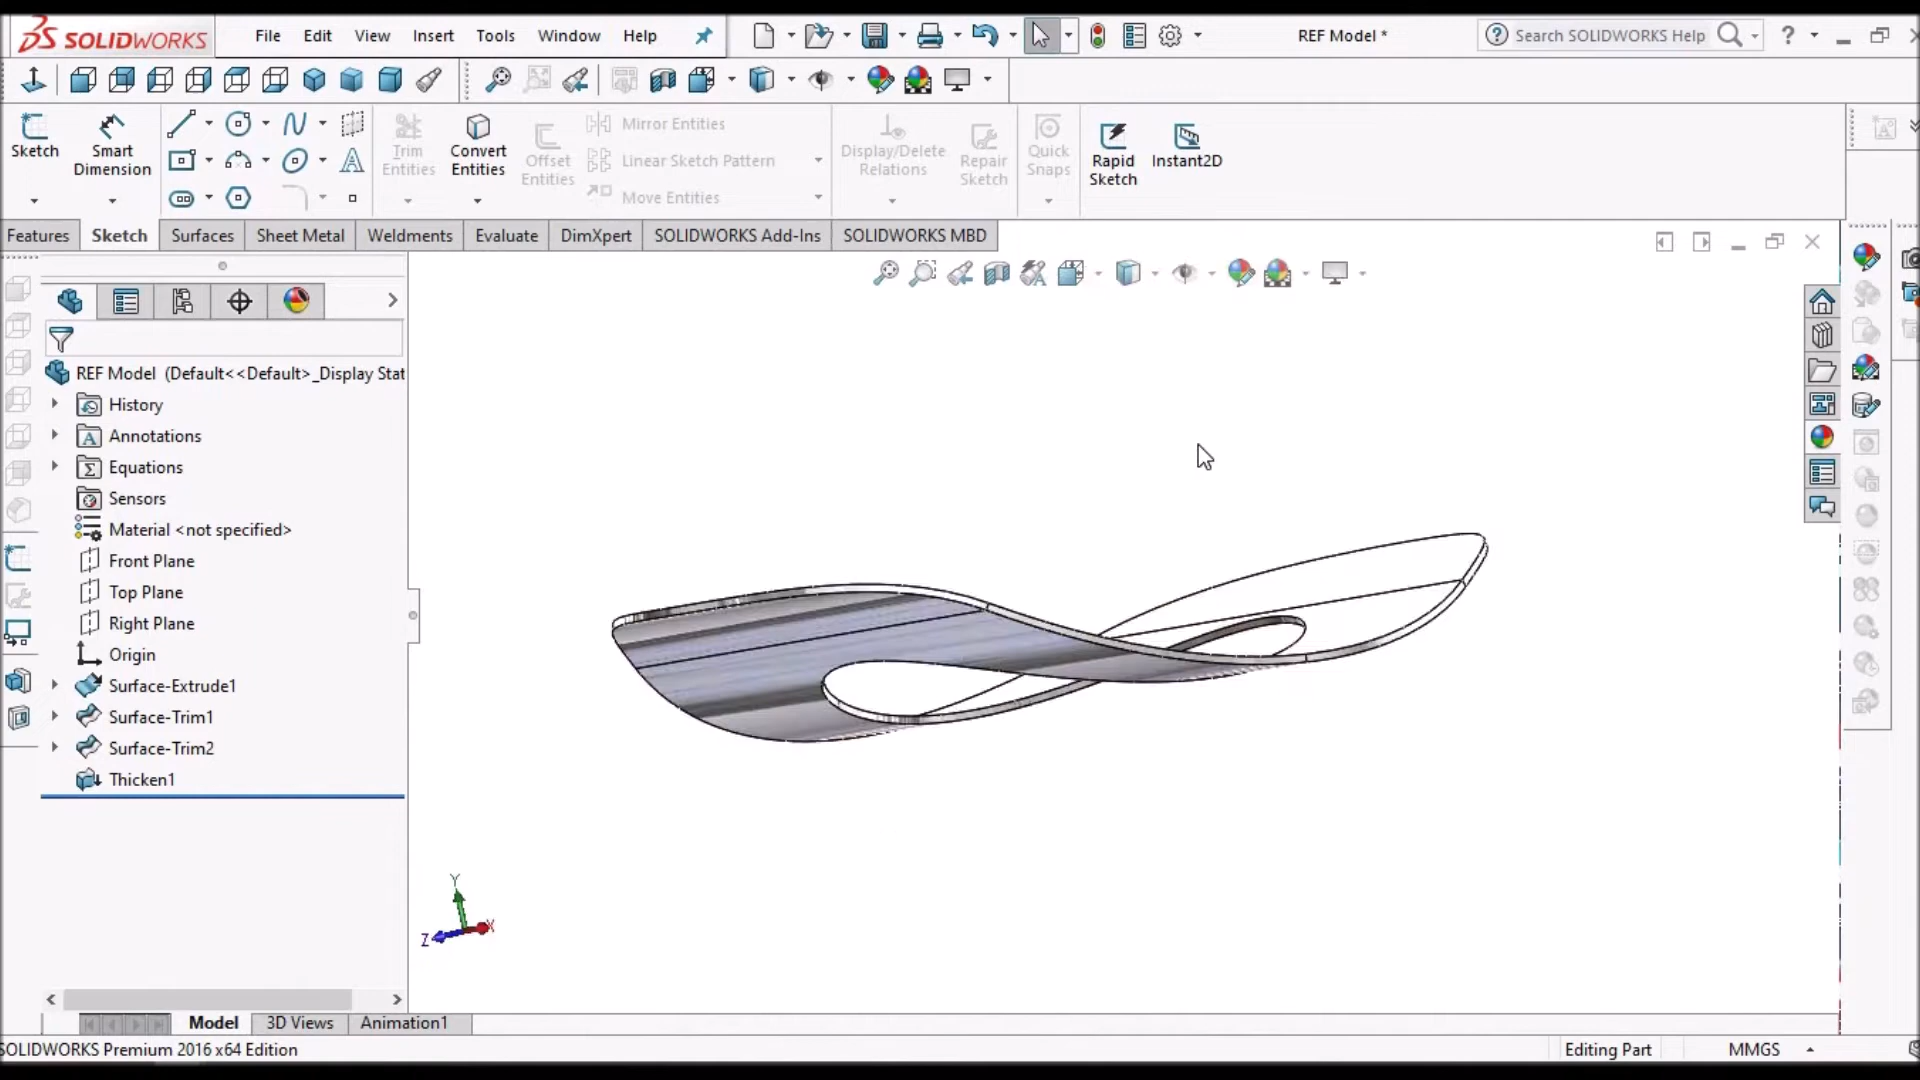 SOLIDWORKS File Edit View Insert Tools Window Help REF Model * Search SOLIDWORKS Help ?
Sketch
Smart Dimension
Trim Entities
Convert Entities
Offset Entities
Mirror Entities
Linear Sketch Pattern
Move Entities
Display/Delete Relations
Repair Sketch
Quick Snaps
Rapid Sketch
Instant2D
Features Sketch Surfaces Sheet Metal Weldments Evaluate DimXpert SOLIDWORKS Add-Ins SOLIDWORKS MBD
REF Model (Default<<Default>_Display Stat
History
Annotations
Equations
Sensors
Material <not specified>
Front Plane
Top Plane
Right Plane
Origin
Surface-Extrude1
Surface-Trim1
Surface-Trim2
Thicken1
Y
X
Z
Model 3D Views Animation1
SOLIDWORKS Premium 2016 x64 Edition Editing Part MMGS